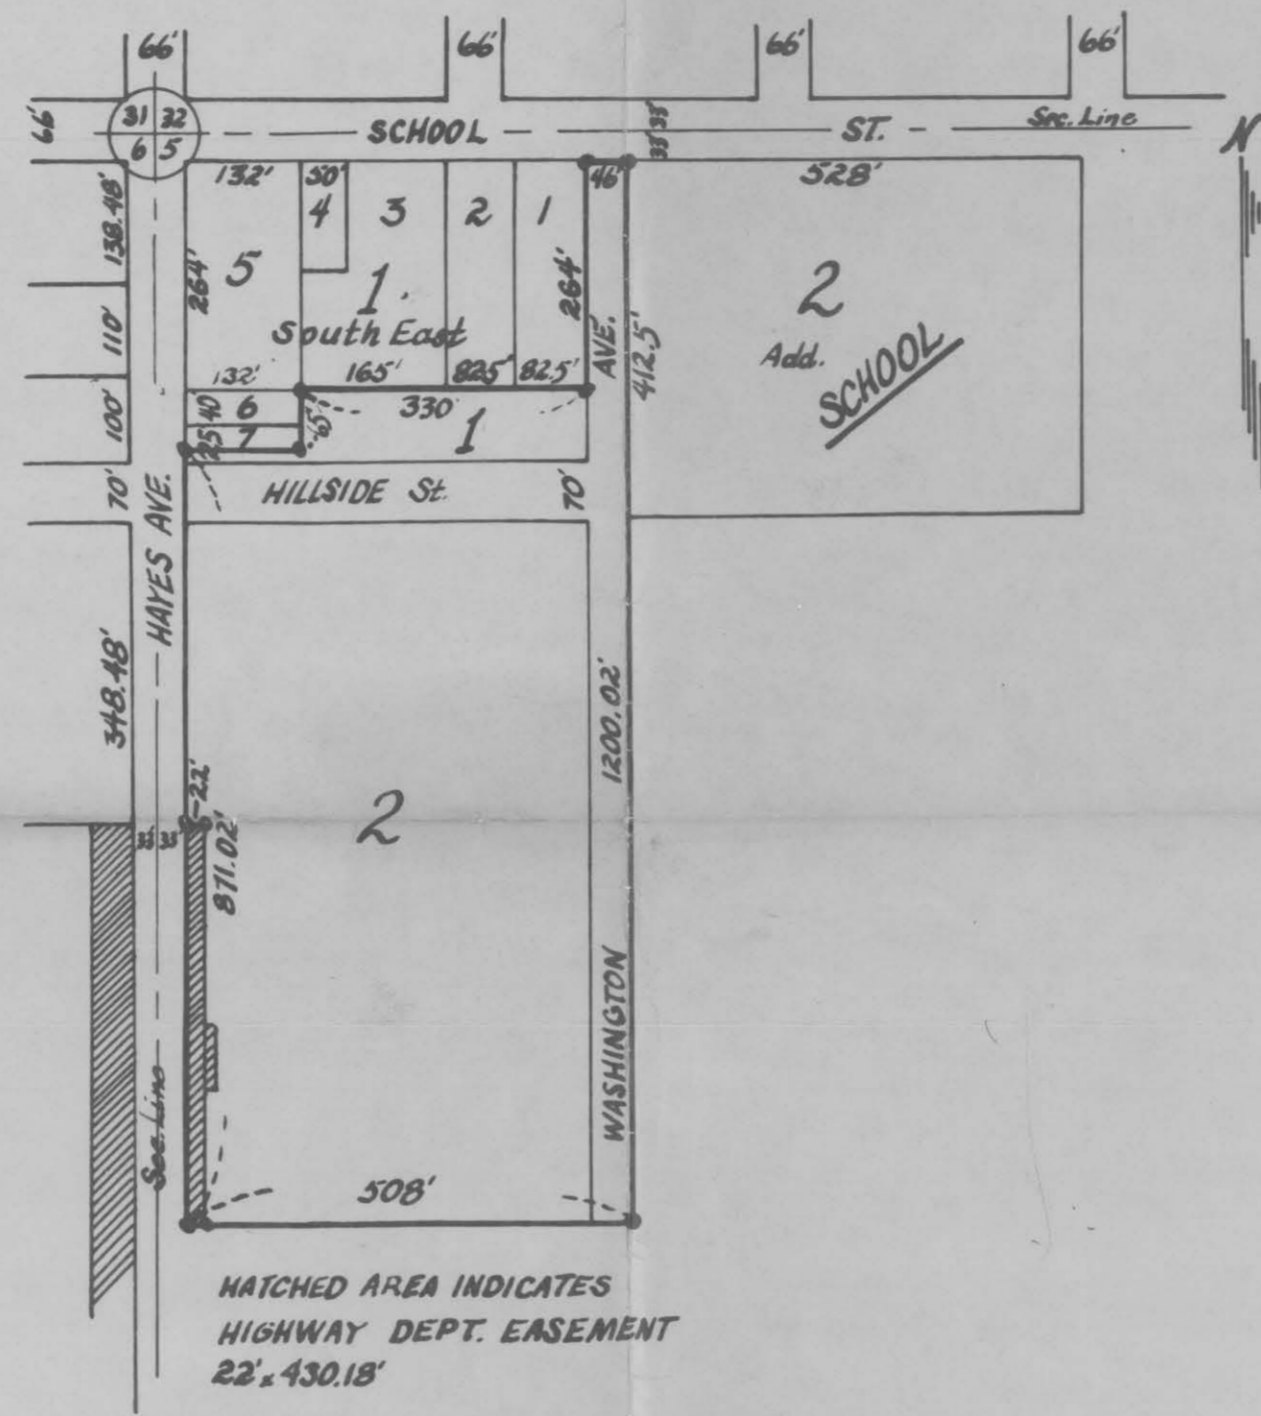 66' 66' 66' 66'
66' 31 32 SCHOOL ST. Sec. Line N
6 5 33' 33'
132' 50' 46' 528'
138.48' 4 3 2 1
264' 5 1 264' 2
110' South East AVE. 412.5' Add. SCHOOL
132' 165' 82.5' 82.5'
100' 40' 6 330' 65' 1
25' 7
70' HILLSIDE St. 70'
HAYES AVE.
348.48' 1200.02'
22' 2
33' 33' 871.02'
WASHINGTON
Sec. Line
508'
HATCHED AREA INDICATES
HIGHWAY DEPT. EASEMENT
22' x 430.18'